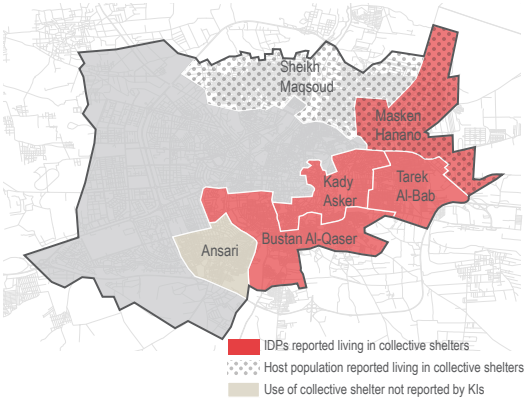 Sheikh
Maqsoud
Masken
Hanano
Kady
Asker
Tarek
Al-Bab
Bustan Al-Qaser
Ansari
IDPs reported living in collective shelters
Host population reported living in collective shelters
Use of collective shelter not reported by KIs